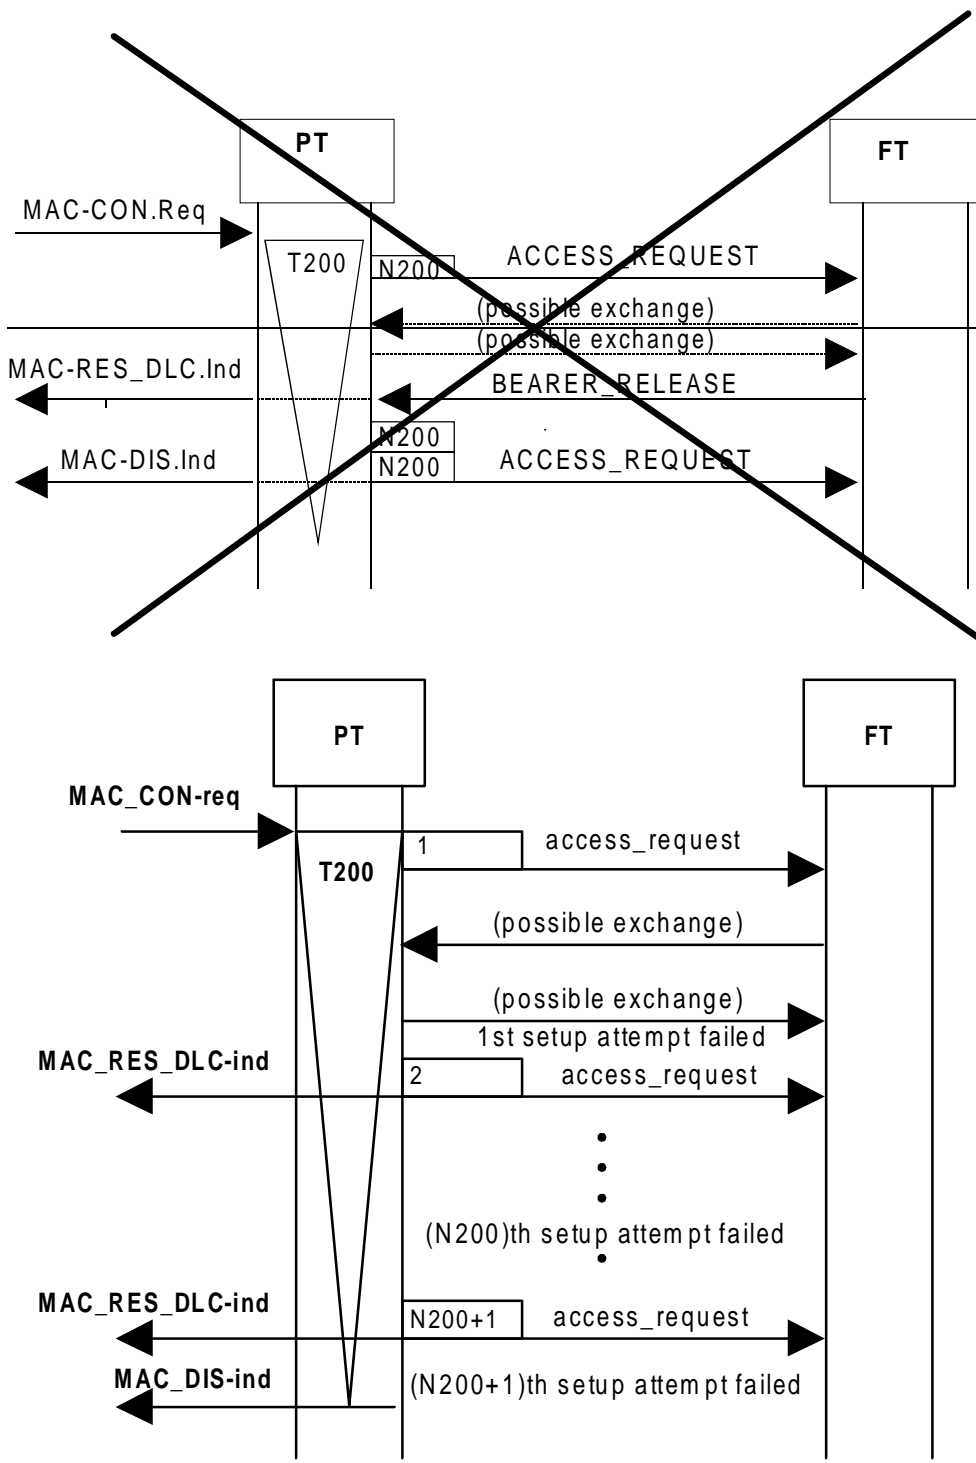 PT
FT
MAC-CON.Req
T200
N200
ACCESS_REQUEST
(possible exchange)
(possible exchange)
MAC-RES_DLC.Ind
BEARER_RELEASE
N200
MAC-DIS.Ind
N200
ACCESS_REQUEST
PT
FT
MAC_CON-req
1
access_request
T200
(possible exchange)
(possible exchange)
1st setup attempt failed
MAC_RES_DLC-ind
2
access_request
(N200)th setup attempt failed
MAC_RES_DLC-ind
N200+1
access_request
MAC_DIS-ind
(N200+1)th setup attempt failed